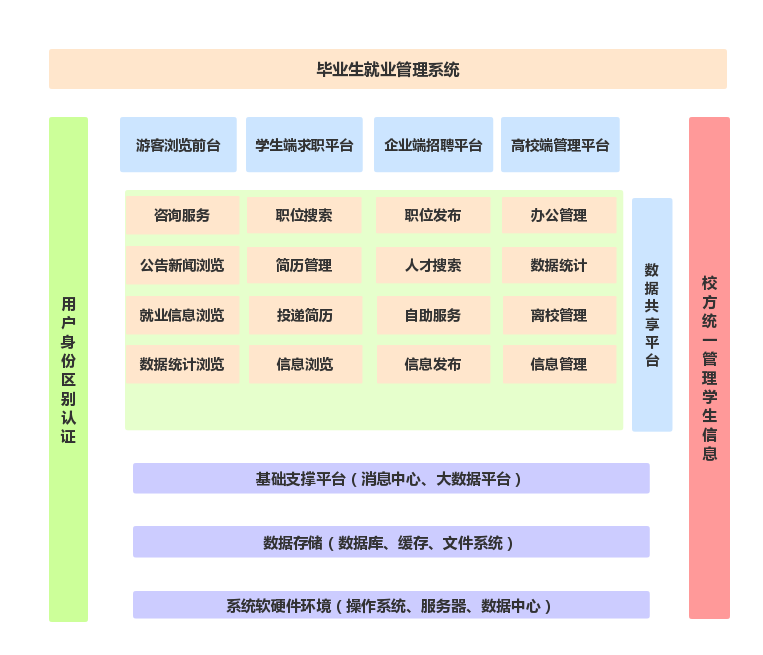 毕业生就业管理系统
游客浏览前台
学生端求职平台
企业端招聘平台
高校端管理平台
咨询服务
职位搜索
职位发布
办公管理
公告新闻浏览
简历管理
人才搜索
数据统计
就业信息浏览
投递简历
自助服务
离校管理
数据统计浏览
信息浏览
信息发布
信息管理
用户身份区别认证
数据共享平台
校方统一管理学生信息
基础支撑平台（消息中心、大数据平台）
数据存储（数据库、缓存、文件系统）
系统软硬件环境（操作系统、服务器、数据中心）